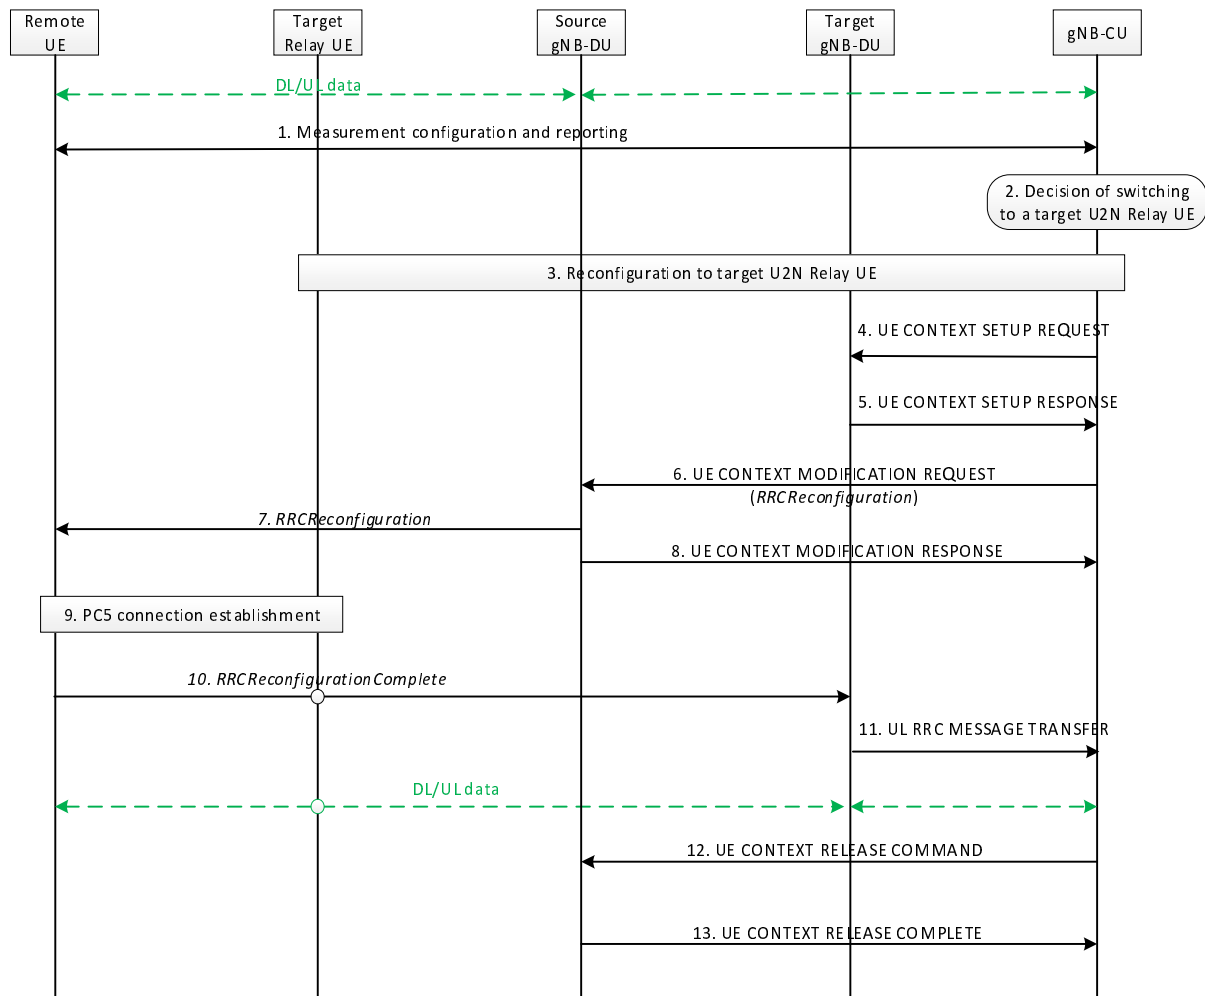 Remote
UE
Target
Relay UE
Source
gNB-DU
Target
gNB-DU
gNB-CU
DL/UL data
1. Measurement configuration and reporting
2. Decision of switching
to a target U2N Relay UE
3. Reconfiguration to target U2N Relay UE
4. UE CONTEXT SETUP REQUEST
5. UE CONTEXT SETUP RESPONSE
6. UE CONTEXT MODIFICATION REQUEST
(RRCReconfiguration)
7. RRCReconfiguration
8. UE CONTEXT MODIFICATION RESPONSE
9. PC5 connection establishment
10. RRCReconfigurationComplete
11. UL RRC MESSAGE TRANSFER
DL/UL data
12. UE CONTEXT RELEASE COMMAND
13. UE CONTEXT RELEASE COMPLETE